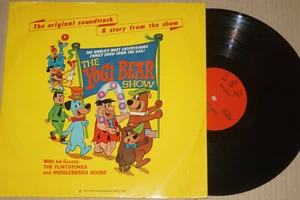 The original soundtrack
& story from the show
THE WORLD'S MOST ENTERTAINING
FAMILY SHOW FROM THE USA!
THE
YOGI BEAR
SHOW
With his Guests:
THE FLINTSTONES
and HUCKLEBERRY HOUND